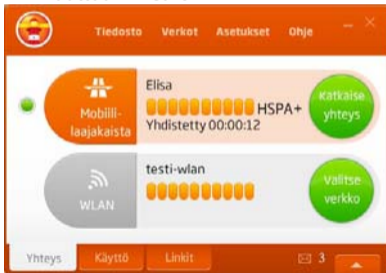 Tiedosto Verkot Asetukset Ohje
Elisa
Mobiili-
laajakaista
HSPA+
Yhdistetty 00:00:12
Katkaise
yhteys
testi-wlan
WLAN
Valitse
verkko
Yhteys Käyttö Linkit 3